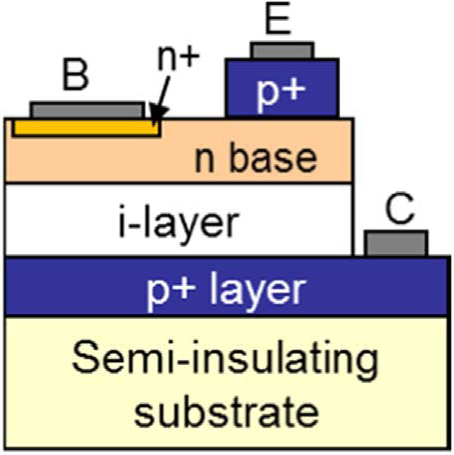 E
B
n+
p+
n base
i-layer
C
p+ layer
Semi-insulating
substrate